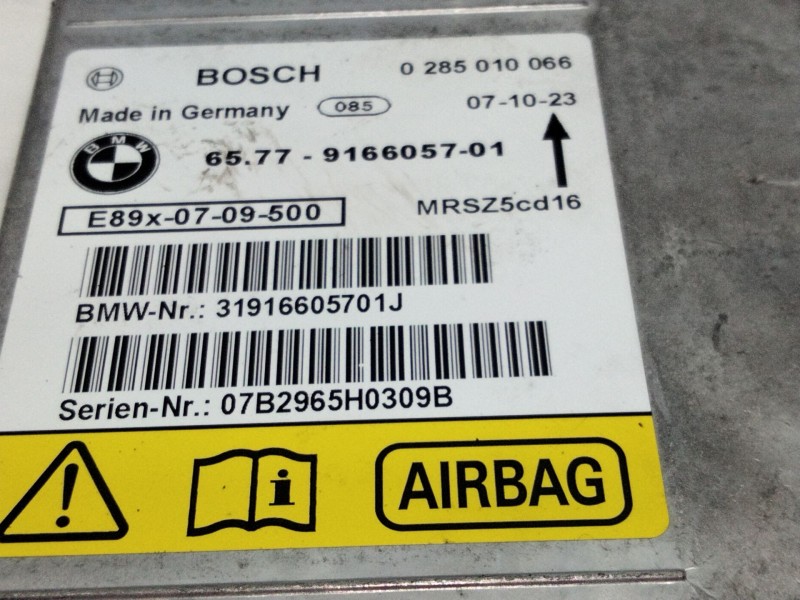 BOSCH 0 285 010 066
Made in Germany 085 07-10-23
BMW 65.77 - 9166057-01
E89x-07-09-500 MRSZ5cd16
BMW-Nr.: 31916605701J
Serien-Nr.: 07B2965H0309B
! i AIRBAG